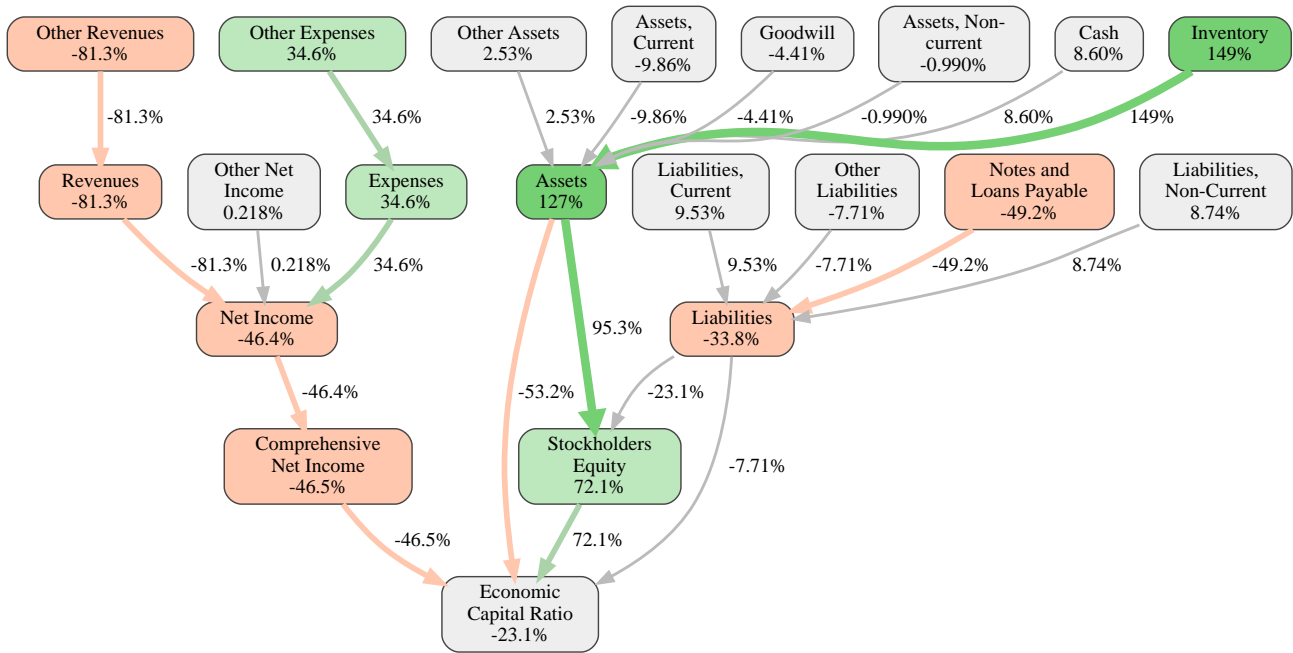 Other Revenues
-81.3%
Other Expenses
34.6%
Other Assets
2.53%
Assets,
Current
-9.86%
Goodwill
-4.41%
Assets, Non-
current
-0.990%
Cash
8.60%
Inventory
149%
-81.3%
34.6%
2.53%
-9.86%
-4.41%
-0.990%
8.60%
149%
Revenues
-81.3%
Other Net
Income
0.218%
Expenses
34.6%
Assets
127%
Liabilities,
Current
9.53%
Other
Liabilities
-7.71%
Notes and
Loans Payable
-49.2%
Liabilities,
Non-Current
8.74%
-81.3%
0.218%
34.6%
9.53%
-7.71%
-49.2%
8.74%
Net Income
-46.4%
95.3%
Liabilities
-33.8%
-46.4%
-53.2%
-23.1%
Comprehensive
Net Income
-46.5%
Stockholders
Equity
72.1%
-7.71%
-46.5%
72.1%
Economic
Capital Ratio
-23.1%